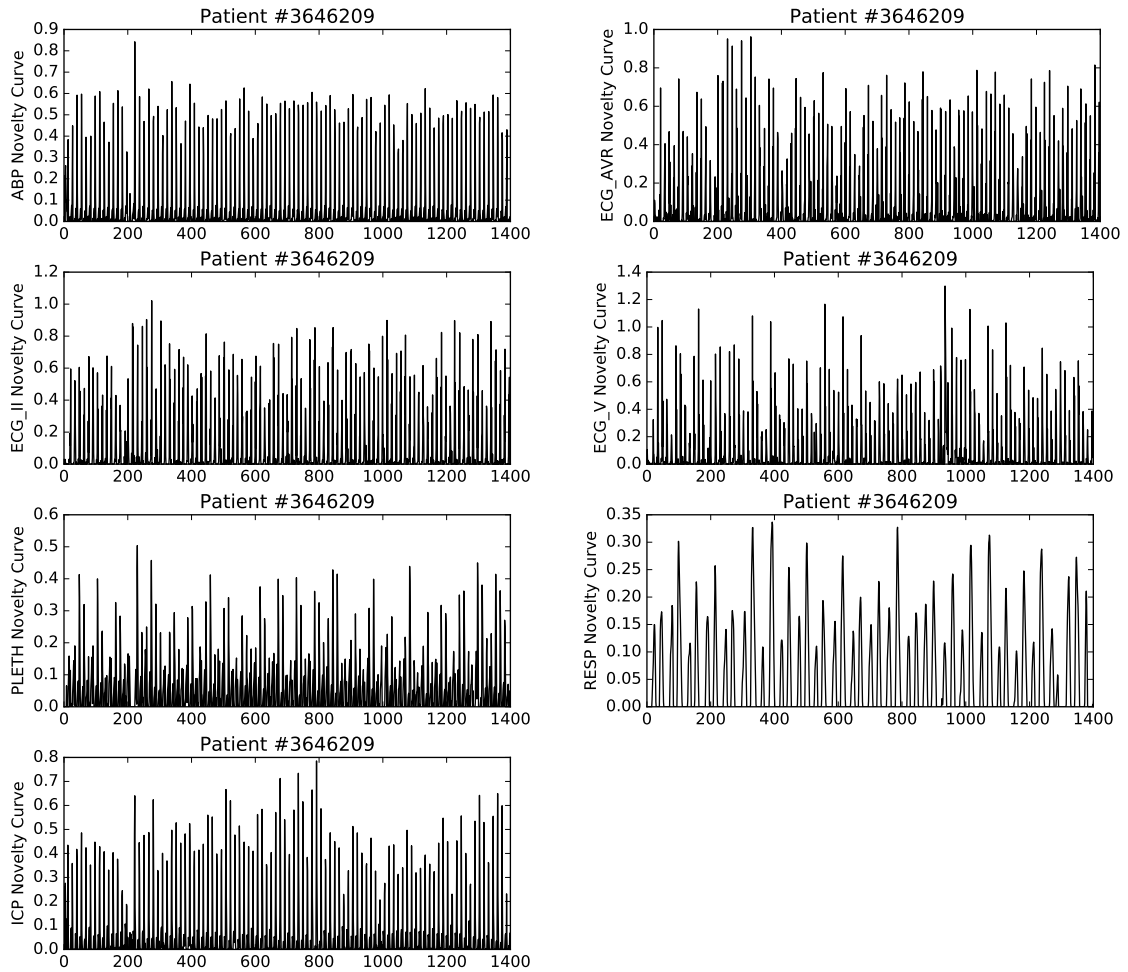 Patient #3646209
ABP Novelty Curve
0.9
0.8
0.7
0.6
0.5
0.4
0.3
0.2
0.1
0.0
0 200 400 600 800 1000 1200 1400
Patient #3646209
ECG_AVR Novelty Curve
1.0
0.8
0.6
0.4
0.2
0.0
0 200 400 600 800 1000 1200 1400
Patient #3646209
ECG_II Novelty Curve
1.2
1.0
0.8
0.6
0.4
0.2
0.0
0 200 400 600 800 1000 1200 1400
Patient #3646209
ECG_V Novelty Curve
1.4
1.2
1.0
0.8
0.6
0.4
0.2
0.0
0 200 400 600 800 1000 1200 1400
Patient #3646209
PLETH Novelty Curve
0.6
0.5
0.4
0.3
0.2
0.1
0.0
0 200 400 600 800 1000 1200 1400
Patient #3646209
RESP Novelty Curve
0.35
0.30
0.25
0.20
0.15
0.10
0.05
0.00
0 200 400 600 800 1000 1200 1400
Patient #3646209
ICP Novelty Curve
0.8
0.7
0.6
0.5
0.4
0.3
0.2
0.1
0.0
0 200 400 600 800 1000 1200 1400